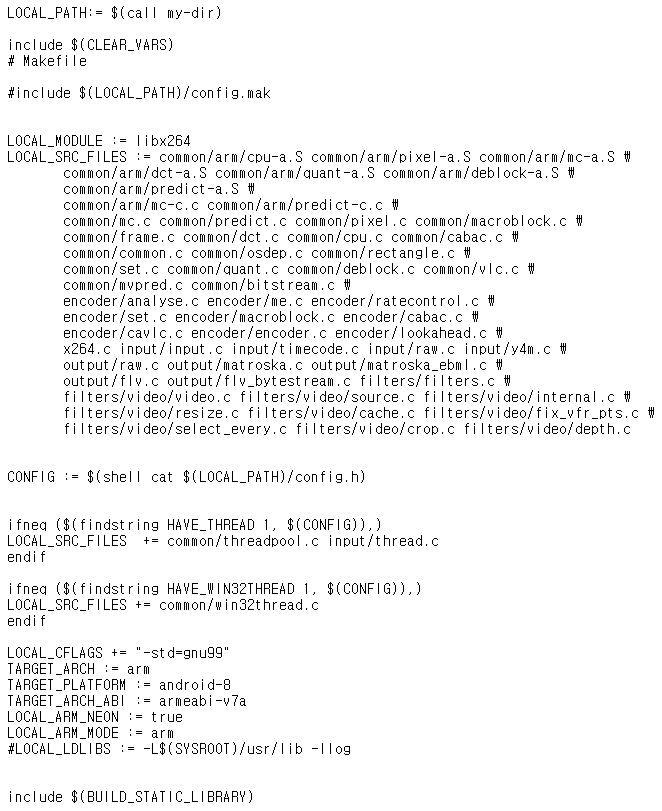 LOCAL_PATH:= $(call my-dir)
include $(CLEAR_VARS)
# Makefile
#include $(LOCAL_PATH)/config.mak
LOCAL_MODULE := libx264
LOCAL_SRC_FILES := common/arm/cpu-a.S common/arm/pixel-a.S common/arm/mc-a.S ₩
common/arm/dct-a.S common/arm/quant-a.S common/arm/deblock-a.S ₩
common/arm/predict-a.S ₩
common/arm/mc-c.c common/arm/predict-c.c ₩
common/mc.c common/predict.c common/pixel.c common/macroblock.c ₩
common/frame.c common/dct.c common/cpu.c common/cabac.c ₩
common/common.c common/osdep.c common/rectangle.c ₩
common/set.c common/quant.c common/deblock.c common/vlc.c ₩
common/mvpred.c common/bitstream.c ₩
encoder/analyse.c encoder/me.c encoder/ratecontrol.c ₩
encoder/set.c encoder/macroblock.c encoder/cabac.c ₩
encoder/cavlc.c encoder/encoder.c encoder/lookahead.c ₩
x264.c input/input.c input/timecode.c input/raw.c input/y4m.c ₩
output/raw.c output/matroska.c output/matroska_ebml.c ₩
output/flv.c output/flv_bytestream.c filters/filters.c ₩
filters/video/video.c filters/video/source.c filters/video/internal.c ₩
filters/video/resize.c filters/video/cache.c filters/video/fix_vfr_pts.c ₩
filters/video/select_every.c filters/video/crop.c filters/video/depth.c
CONFIG := $(shell cat $(LOCAL_PATH)/config.h)
ifneq ($(findstring HAVE_THREAD 1, $(CONFIG)),)
LOCAL_SRC_FILES  += common/threadpool.c input/thread.c
endif
ifneq ($(findstring HAVE_WIN32THREAD 1, $(CONFIG)),)
LOCAL_SRC_FILES += common/win32thread.c
endif
LOCAL_CFLAGS += "-std=gnu99"
TARGET_ARCH := arm
TARGET_PLATFORM := android-8
TARGET_ARCH_ABI := armeabi-v7a
LOCAL_ARM_NEON := true
LOCAL_ARM_MODE := arm
#LOCAL_LDLIBS := -L$(SYSROOT)/usr/lib -llog
include $(BUILD_STATIC_LIBRARY)